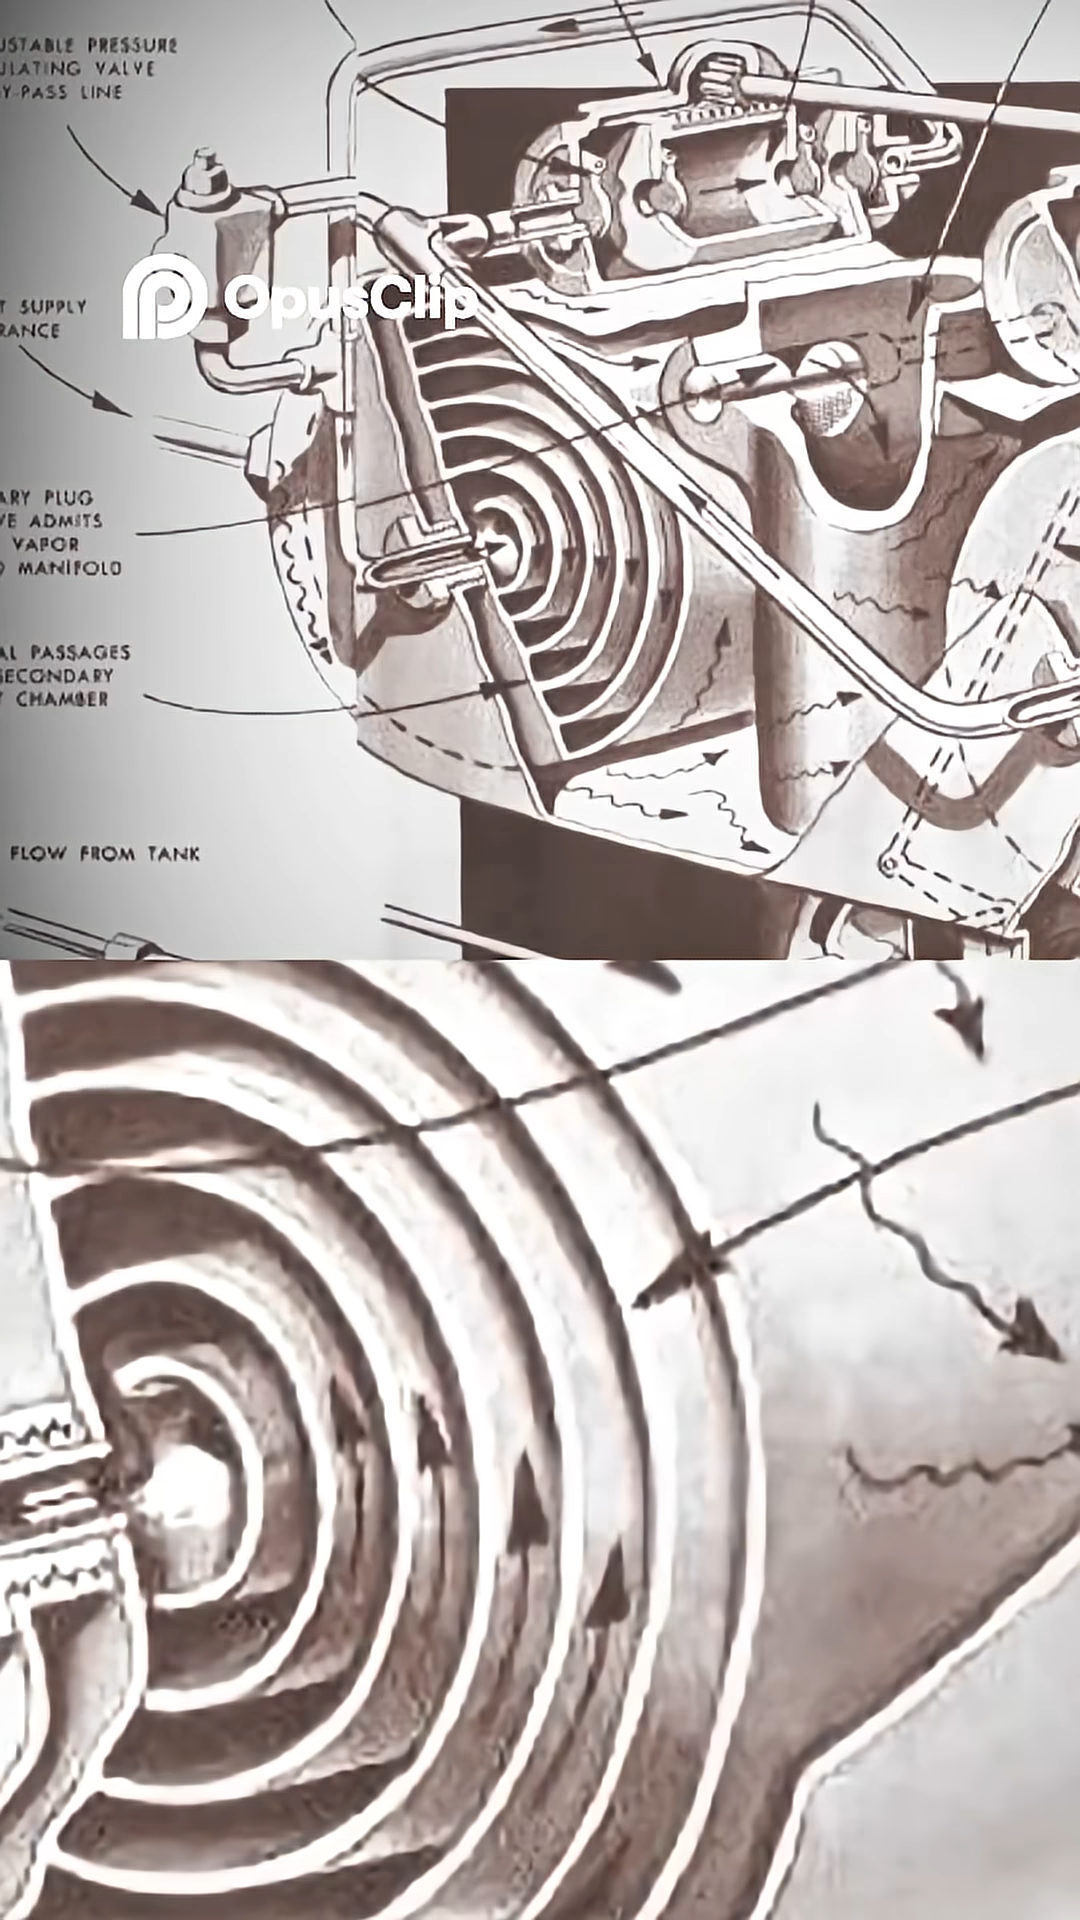 USTABLE PRESSURE
ULATING VALVE
Y-PASS LINE
OpusClip
T SUPPLY
RANCE
ARY PLUG
VE ADMITS
VAPOR
O MANIFOLD
AL PASSAGES
SECONDARY
T CHAMBER
FLOW FROM TANK